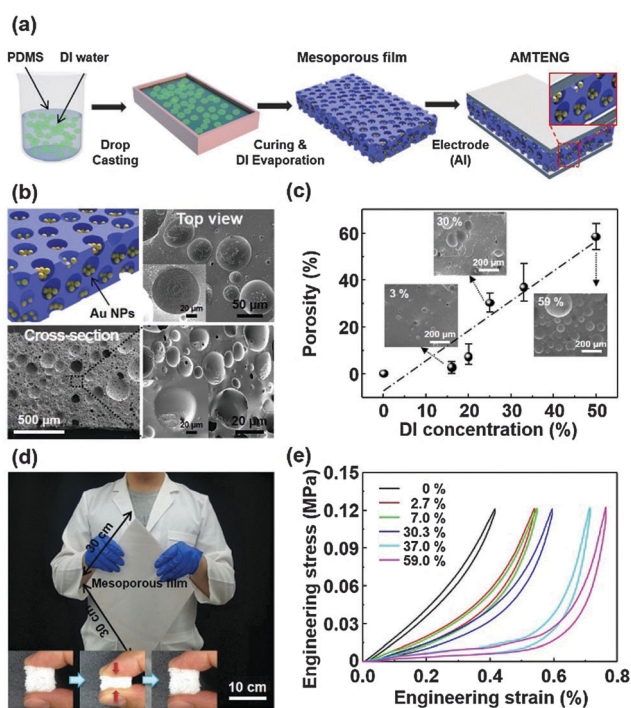 (a)
PDMS DI water
Mesoporous film
AMTENG
Drop
Casting
Curing &
DI Evaporation
Electrode
(Al)
(b)
Au NPs
Top view
20 μm
50 μm
Cross-section
500 μm
20 μm
20 μm
(c)
Porosity (%)
60
40
20
0
30 %
200 μm
3 %
200 μm
59 %
200 μm
0 10 20 30 40 50
DI concentration (%)
(d)
30 cm
Mesoporous film
30 cm
10 cm
(e)
Engineering stress (MPa)
0.15
0.12
0.09
0.06
0.03
0
0 %
2.7 %
7.0 %
30.3 %
37.0 %
59.0 %
0.0 0.2 0.4 0.6 0.8
Engineering strain (%)